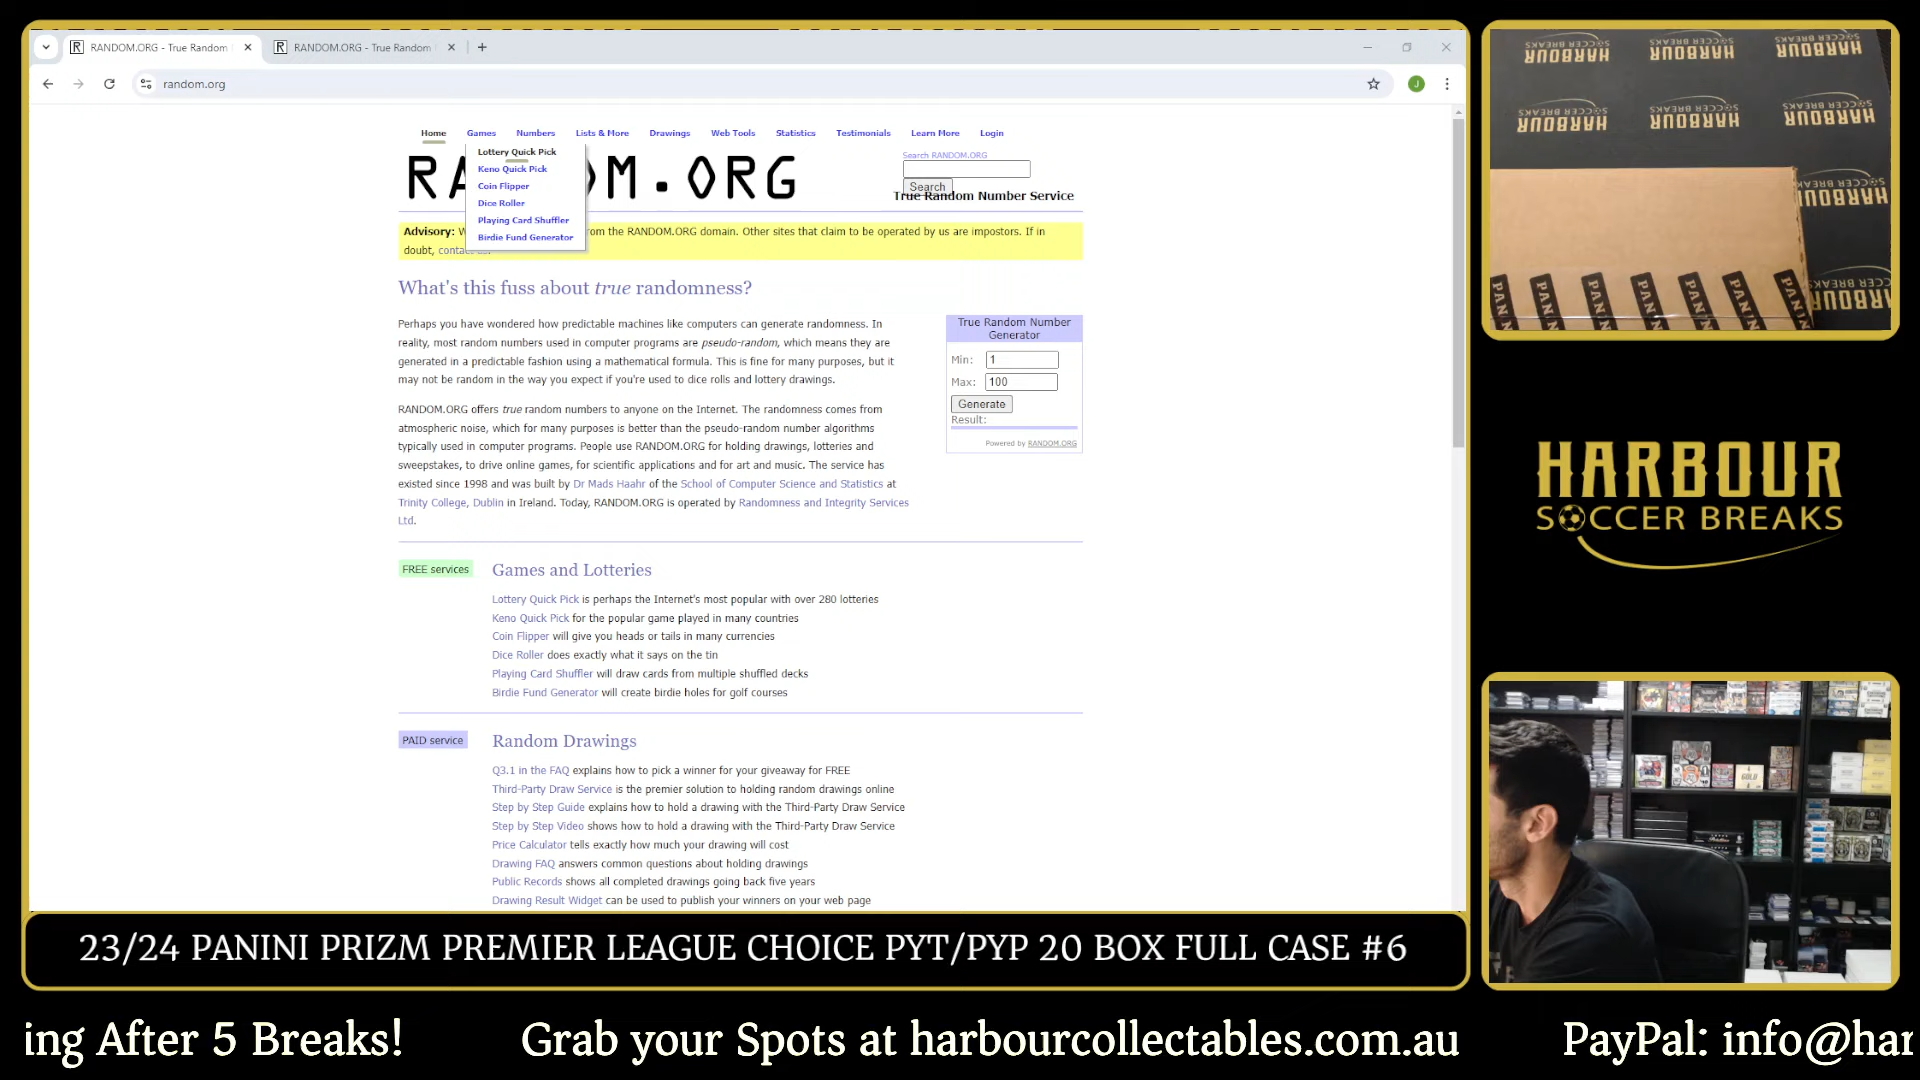 RANDOM.ORG - True Random
RANDOM.ORG - True Random
random.org
J
Home Games Numbers Lists & More Drawings Web Tools Statistics Testimonials Learn More Login
Lottery Quick Pick
Keno Quick Pick
Coin Flipper
Dice Roller
Playing Card Shuffler
Birdie Fund Generator
Search RANDOM.ORG
Search
True Random Number Service
Advisory: W from the RANDOM.ORG domain. Other sites that claim to be operated by us are impostors. If in
doubt, contact us.
What's this fuss about true randomness?
Perhaps you have wondered how predictable machines like computers can generate randomness. In
reality, most random numbers used in computer programs are pseudo-random, which means they are
generated in a predictable fashion using a mathematical formula. This is fine for many purposes, but it
may not be random in the way you expect if you're used to dice rolls and lottery drawings.
RANDOM.ORG offers true random numbers to anyone on the Internet. The randomness comes from
atmospheric noise, which for many purposes is better than the pseudo-random number algorithms
typically used in computer programs. People use RANDOM.ORG for holding drawings, lotteries and
sweepstakes, to drive online games, for scientific applications and for art and music. The service has
existed since 1998 and was built by Dr Mads Haahr of the School of Computer Science and Statistics at
Trinity College, Dublin in Ireland. Today, RANDOM.ORG is operated by Randomness and Integrity Services
Ltd.
True Random Number
Generator
Min: 1
Max: 100
Generate
Result:
Powered by RANDOM.ORG
FREE services
Games and Lotteries
Lottery Quick Pick is perhaps the Internet's most popular with over 280 lotteries
Keno Quick Pick for the popular game played in many countries
Coin Flipper will give you heads or tails in many currencies
Dice Roller does exactly what it says on the tin
Playing Card Shuffler will draw cards from multiple shuffled decks
Birdie Fund Generator will create birdie holes for golf courses
PAID service
Random Drawings
Q3.1 in the FAQ explains how to pick a winner for your giveaway for FREE
Third-Party Draw Service is the premier solution to holding random drawings online
Step by Step Guide explains how to hold a drawing with the Third-Party Draw Service
Step by Step Video shows how to hold a drawing with the Third-Party Draw Service
Price Calculator tells exactly how much your drawing will cost
Drawing FAQ answers common questions about holding drawings
Public Records shows all completed drawings going back five years
Drawing Result Widget can be used to publish your winners on your web page
HARBOUR
SOCCER BREAKS
PANINI PANINI PANINI PANINI PANINI PANINI PANINI
HARBOUR
SOCCER BREAKS
GOLD
23/24 PANINI PRIZM PREMIER LEAGUE CHOICE PYT/PYP 20 BOX FULL CASE #6
ing After 5 Breaks! Grab your Spots at harbourcollectables.com.au PayPal: info@har